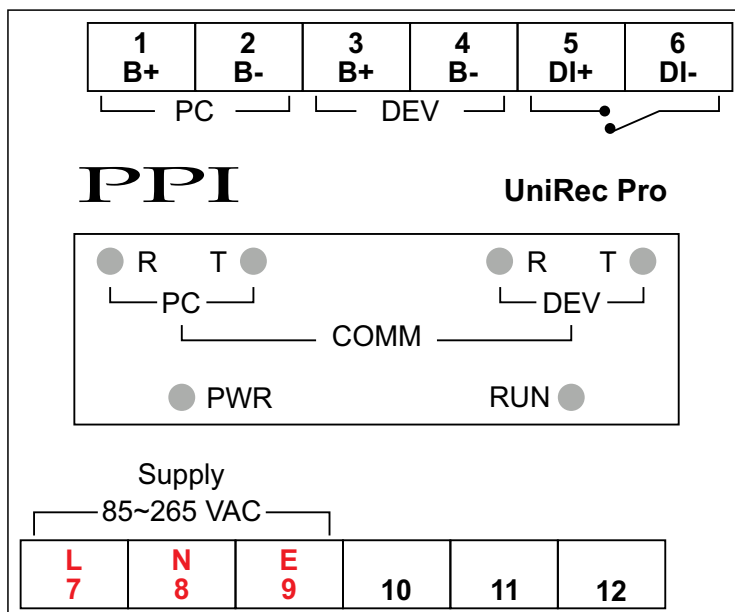 1 2 3 4 5 6
B+ B- B+ B- DI+ DI-
PC DEV
PPI UniRec Pro
R T R T
PC DEV
COMM
PWR RUN
Supply
85~265 VAC
L N E
7 8 9 10 11 12